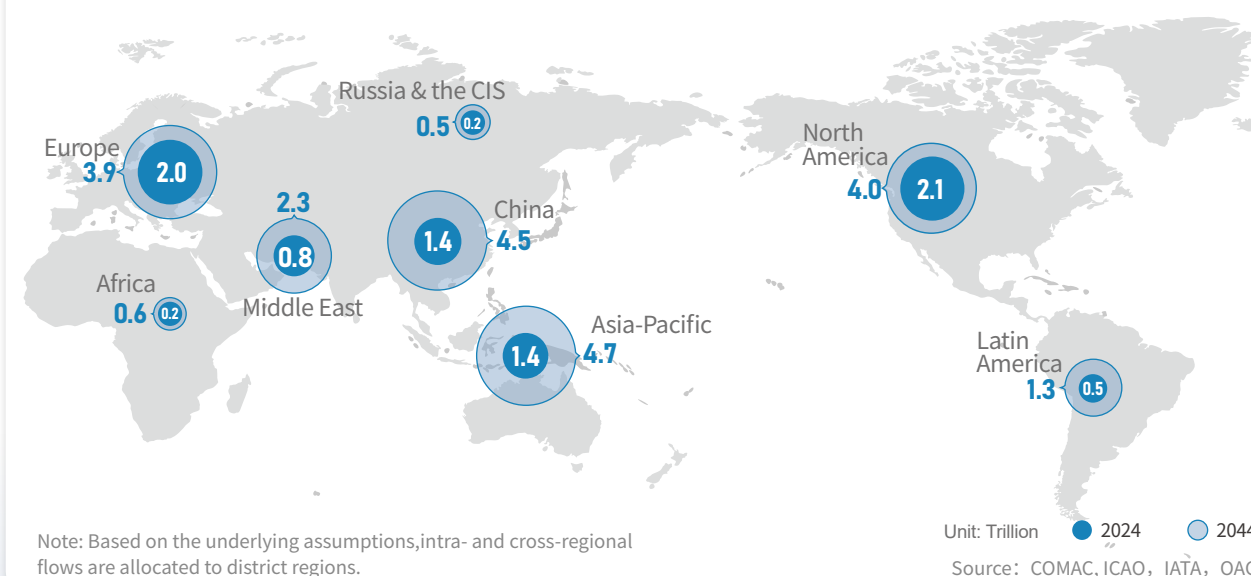 Russia & the CIS
0.5
0.2
Europe
3.9
2.0
North
America
4.0
2.1
2.3
0.8
Middle East
China
1.4
4.5
Africa
0.6
0.2
Asia-Pacific
1.4
4.7
Latin
America
1.3
0.5
Note: Based on the underlying assumptions,intra- and cross-regional
flows are allocated to district regions.
Unit: Trillion
2024
2044
Source： COMAC, ICAO， IATA， OAG